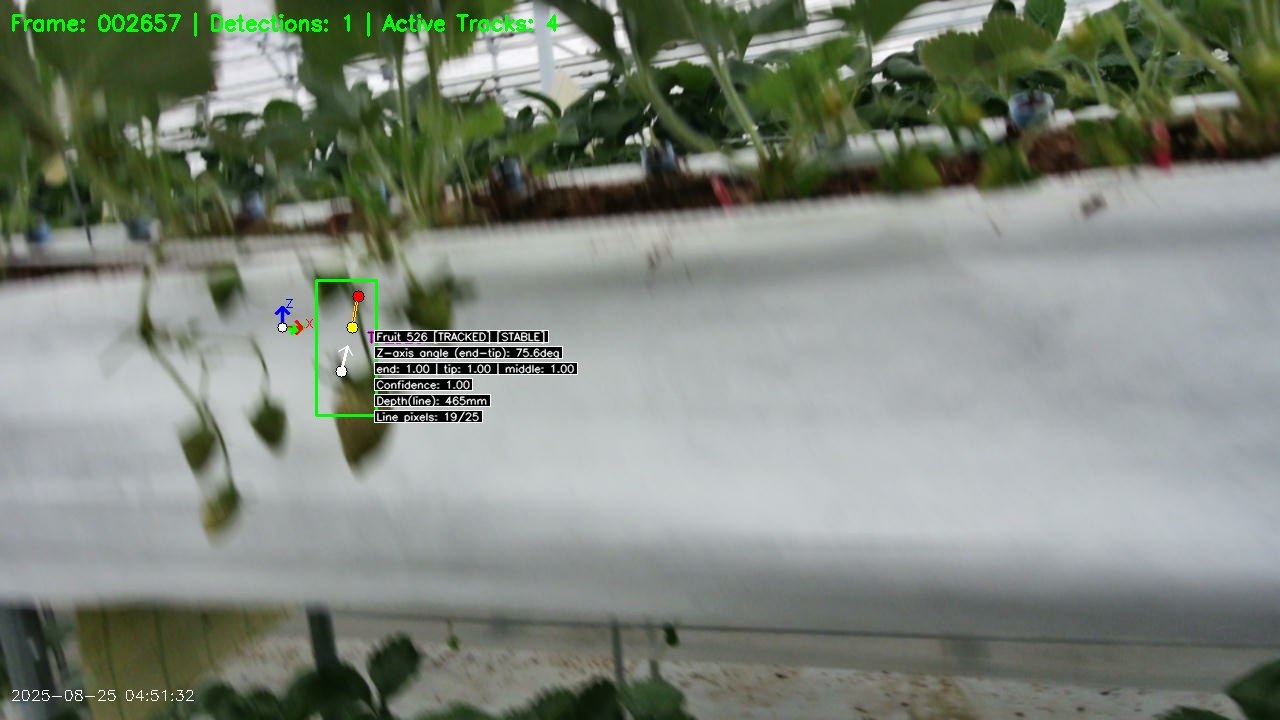 Frame: 002657 | Detections: 1 | Active Tracks: 4
Z
X
Fruit 526 [TRACKED] [STABLE]
Z-axis angle (end-tip): 75.6deg
end: 1.00 | tip: 1.00 | middle: 1.00
Confidence: 1.00
Depth(line): 465mm
Line pixels: 19/25
2025-08-25 04:51:32